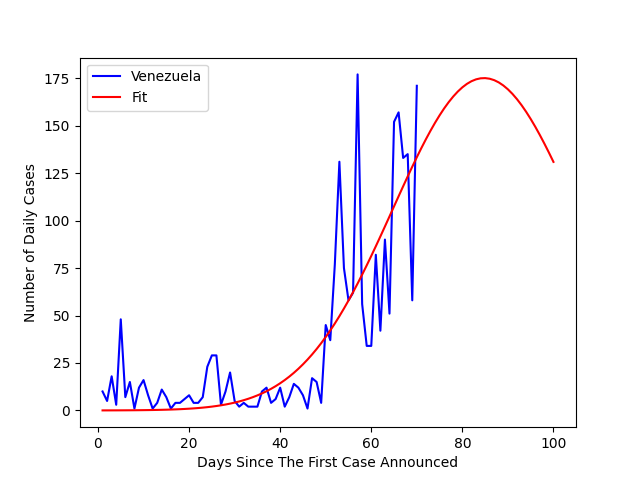 Venezuela
Fit
Number of Daily Cases
175
150
125
100
75
50
25
0
0 20 40 60 80 100
Days Since The First Case Announced